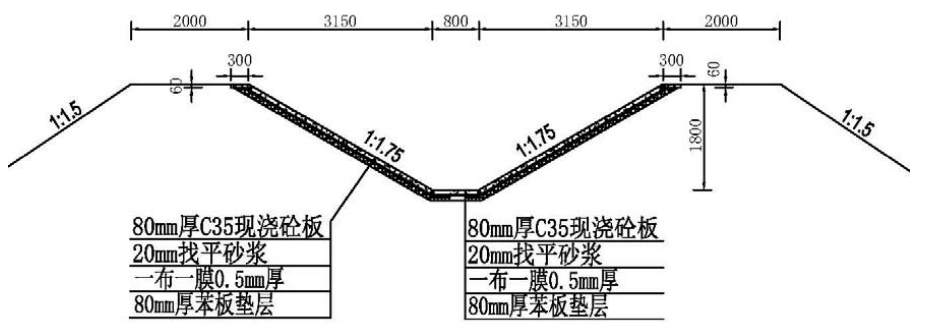 2000 3150 800 3150 2000
300 300
60 60
1:1.5 1:1.75 1:1.75 1800 1:1.5
80mm厚C35现浇砼板 80mm厚C35现浇砼板
20mm找平砂浆 20mm找平砂浆
一布一膜0.5mm厚 一布一膜0.5mm厚
80mm厚苯板垫层 80mm厚苯板垫层